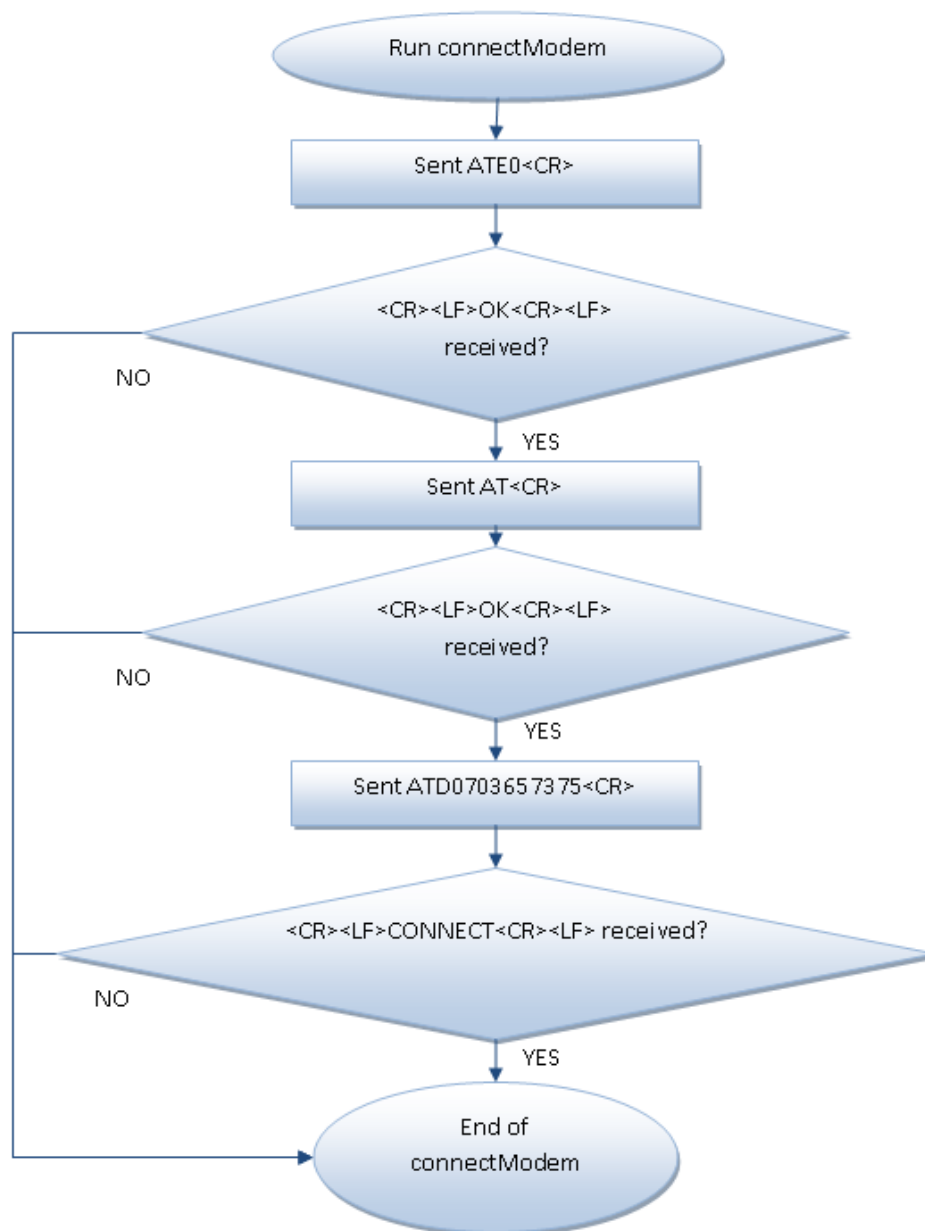 Run connectModem
Sent ATE0<CR>
<CR><LF>OK<CR><LF>
received?
NO
YES
Sent AT<CR>
<CR><LF>OK<CR><LF>
received?
NO
YES
Sent ATD0703657375<CR>
<CR><LF>CONNECT<CR><LF> received?
NO
YES
End of
connectModem